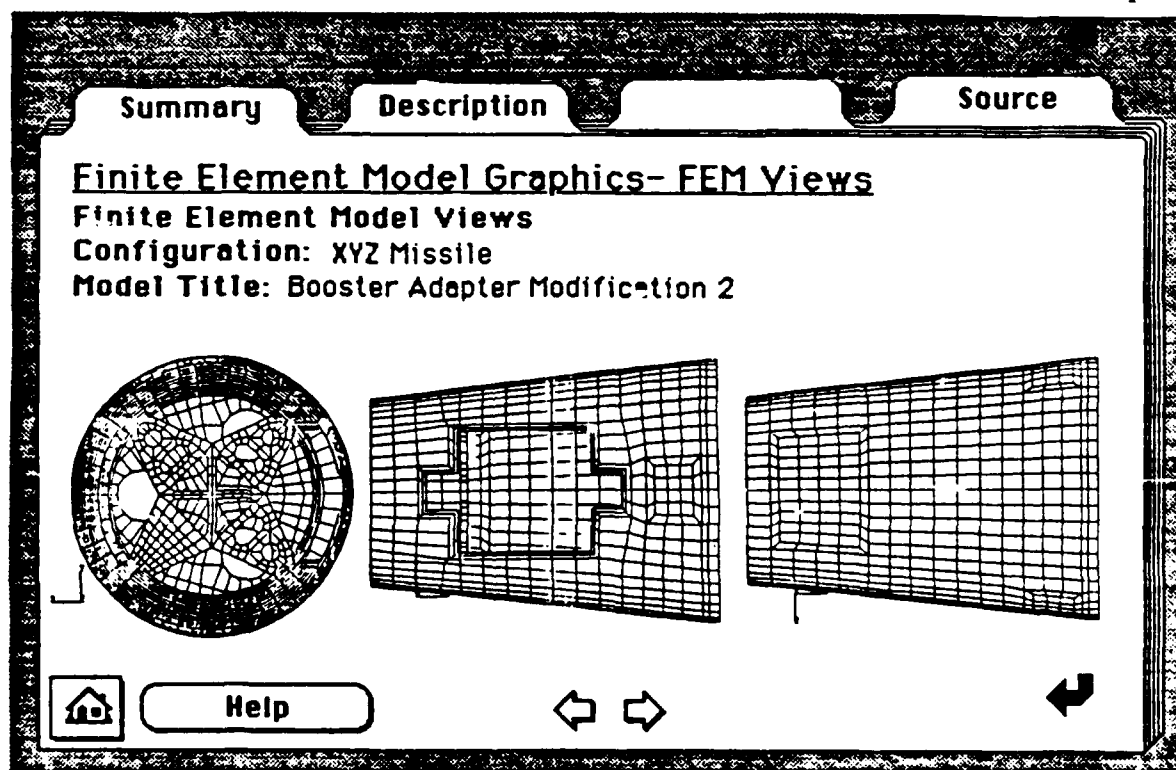 Summary Description Source
Finite Element Model Graphics- FEM Views
Finite Element Model Views
Configuration: XYZ Missile
Model Title: Booster Adapter Modification 2
Help